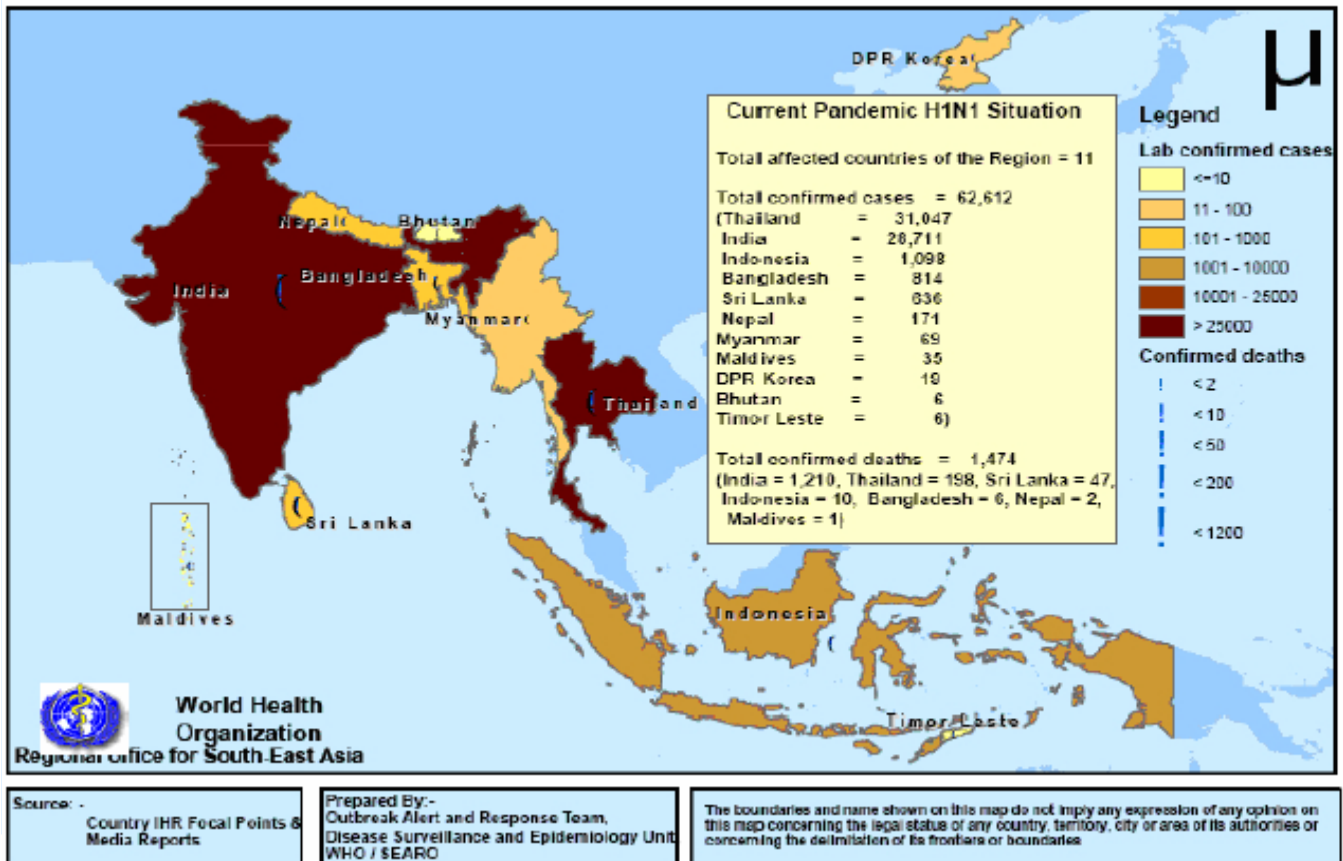 DPR Korea
µ
Current Pandemic H1N1 Situation
Total affected countries of the Region = 11
Total confirmed cases = 62,612
(Thailand = 31,047
India = 28,711
Indonesia = 1,098
Bangladesh = 814
Sri Lanka = 636
Nepal = 171
Myanmar = 69
Maldives = 35
DPR Korea = 19
Bhutan = 6
Timor Leste = 6)
Total confirmed deaths = 1,474
(India = 1,210, Thailand = 198, Sri Lanka = 47,
Indonesia = 10, Bangladesh = 6, Nepal = 2,
Maldives = 1)
Legend
Lab confirmed cases
<=10
11 - 100
101 - 1000
1001 - 10000
10001 - 25000
> 25000
Confirmed deaths
< 2
< 10
< 50
< 200
< 1200
Nepal
Bhutan
Bangladesh
India
Myanmar
Thailand
Sri Lanka
Maldives
Indonesia
Timor Leste
World Health
Organization
Regional Office for South-East Asia
Source: -
Country IHR Focal Points &
Media Reports
Prepared By:-
Outbreak Alert and Response Team,
Disease Surveillance and Epidemiology Unit
WHO / SEARO
The boundaries and name shown on this map do not imply any expression of any opinion on
this map concerning the legal status of any country, territory, city or area of its authorities or
concerning the delimitation of its frontiers or boundaries